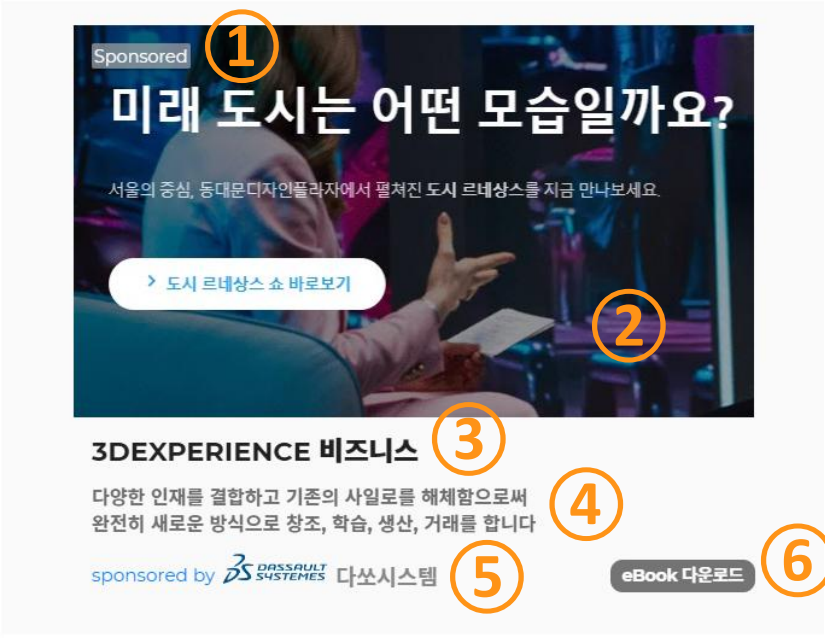 Sponsored ①
미래 도시는 어떤 모습일까요?
서울의 중심, 동대문디자인플라자에서 펼쳐진 도시 르네상스를 지금 만나보세요.
> 도시 르네상스 쇼 바로보기
②
3DEXPERIENCE 비즈니스 ③
다양한 인재를 결합하고 기존의 사일로를 해체함으로써
완전히 새로운 방식으로 창조, 학습, 생산, 거래를 합니다 ④
sponsored by 3DS DASSAULT SYSTEMES 다쏘시스템 ⑤ eBook 다운로드 ⑥